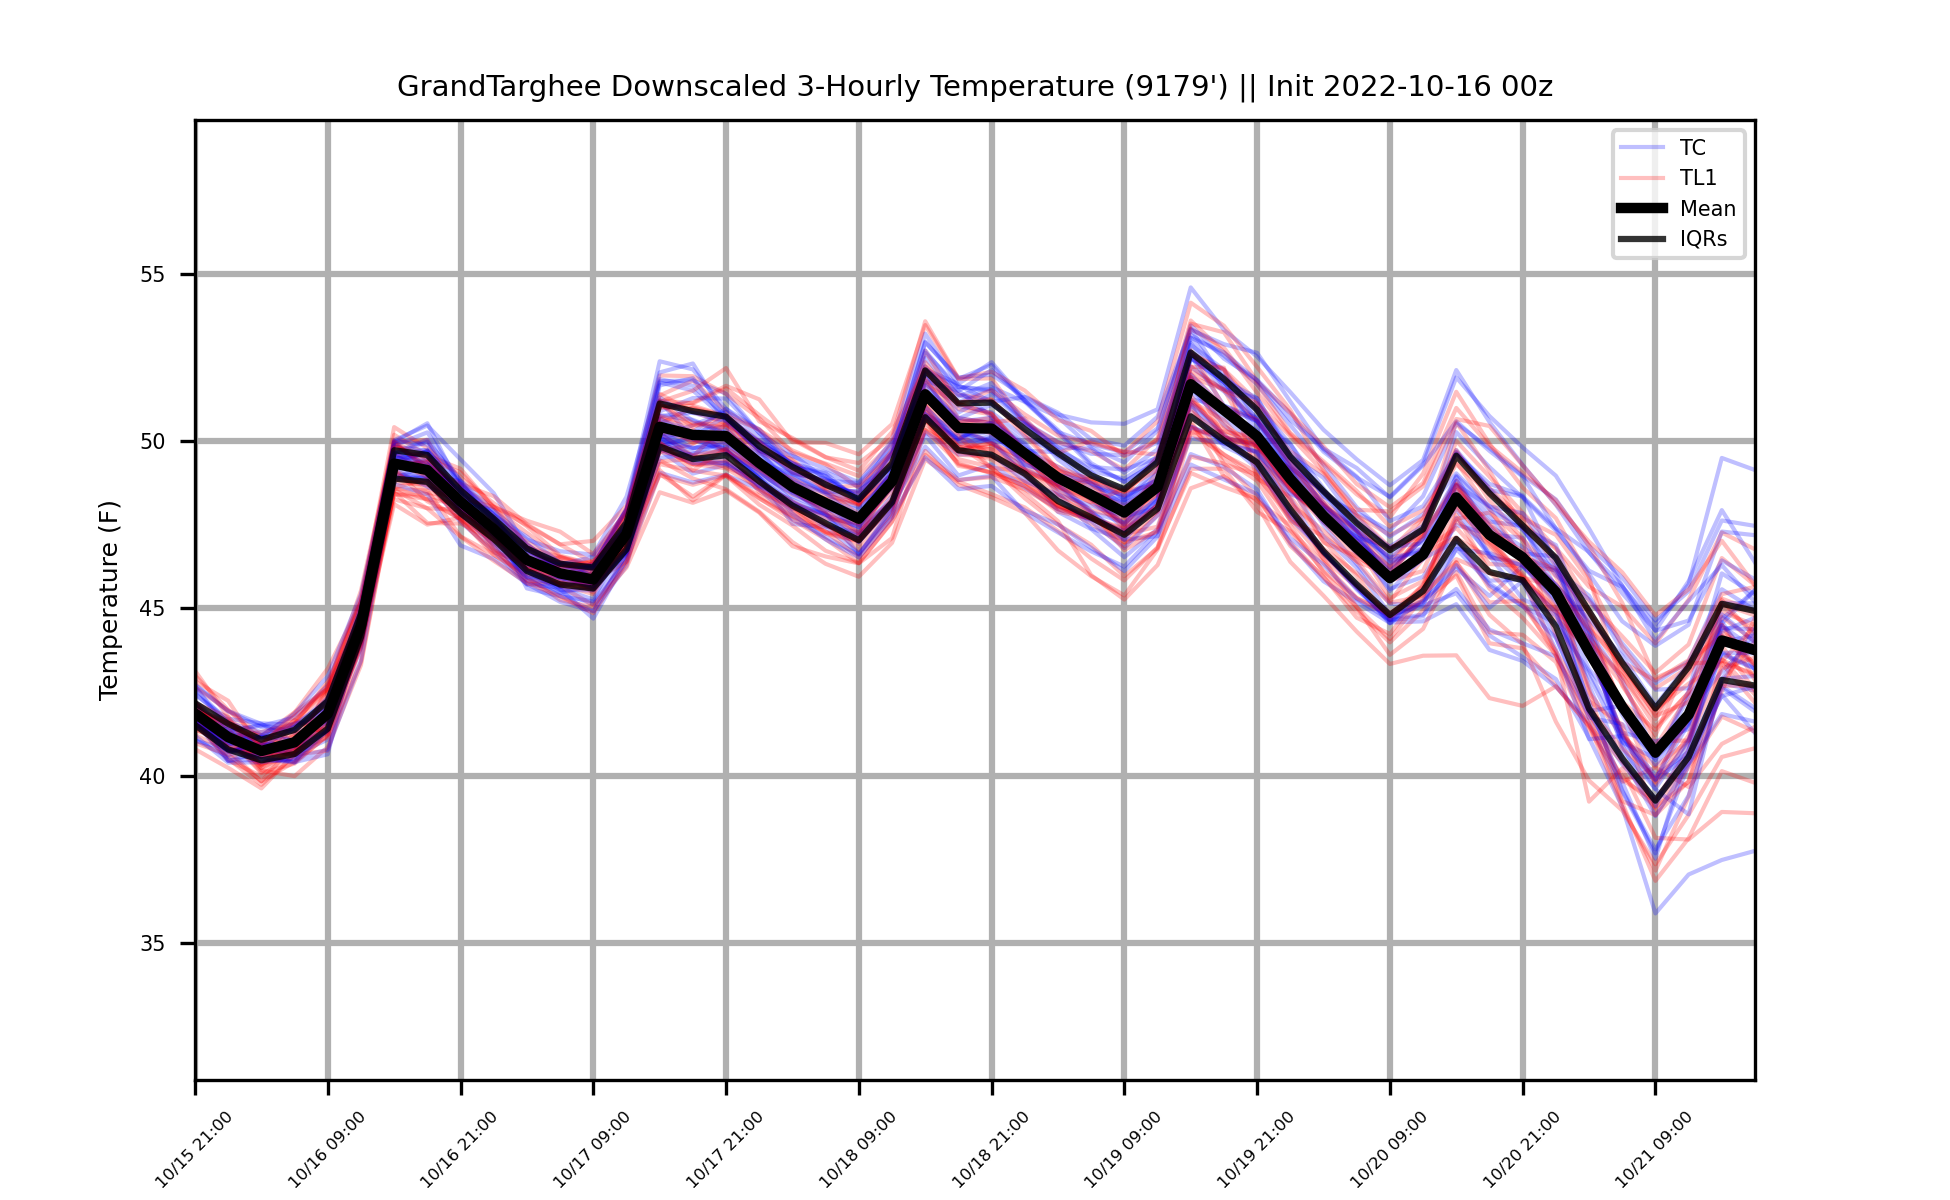 GrandTarghee Downscaled 3-Hourly Temperature (9179') || Init 2022-10-16 00z
TC
TL1
Mean
IQRs
Temperature (F)
55
50
45
40
35
10/15 21:00
10/16 09:00
10/16 21:00
10/17 09:00
10/17 21:00
10/18 09:00
10/18 21:00
10/19 09:00
10/19 21:00
10/20 09:00
10/20 21:00
10/21 09:00